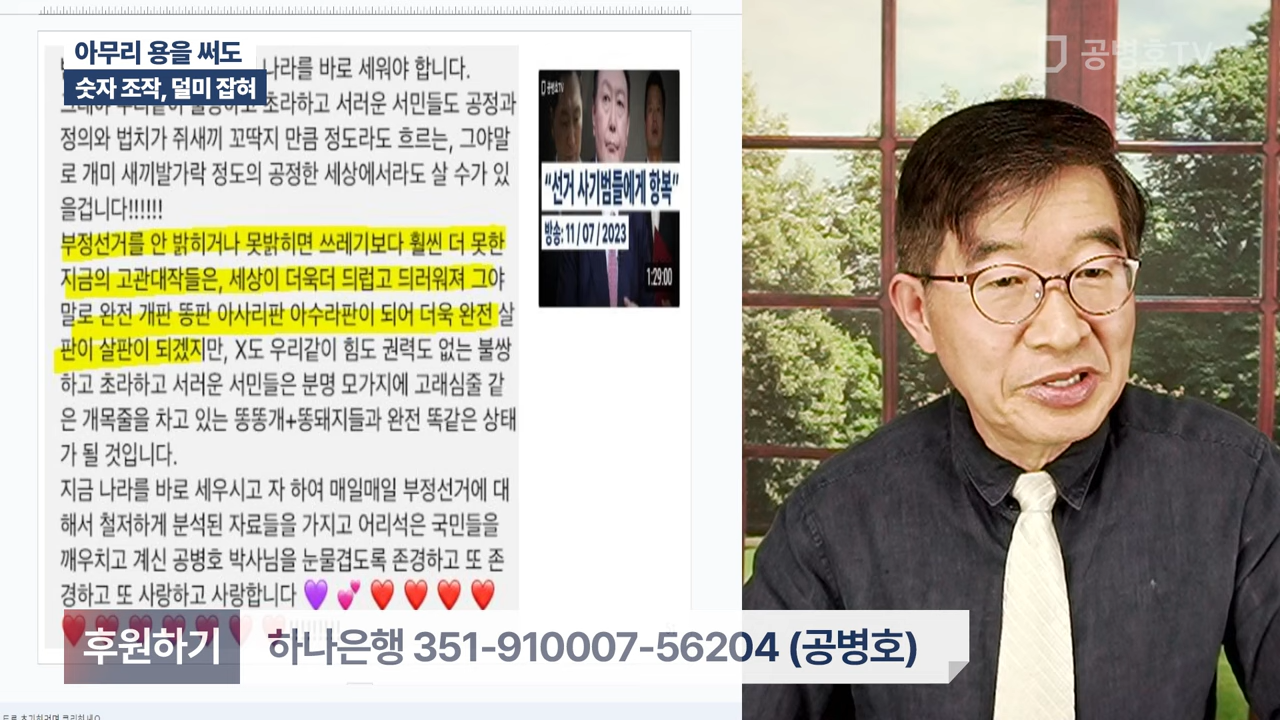 아무리 용을 써도
숫자 조작, 덜미 잡혀
나라를 바로 세워야 합니다.
초라하고 서러운 서민들도 공정과
정의와 법치가 쥐새끼 꼬딱지 만큼 정도라도 흐르는, 그야말
로 개미 새끼발가락 정도의 공정한 세상에서라도 살 수가 있
을겁니다!!!!!!
부정선거를 안 밝히거나 못밝히면 쓰레기보다 훨씬 더 못한
지금의 고관대작들은, 세상이 더욱더 듸럽고 듸러워져 그야
말로 완전 개판 똥판 아사리판 아수라판이 되어 더욱 완전 살
판이 살판이 되겠지만, X도 우리같이 힘도 권력도 없는 불쌍
하고 초라하고 서러운 서민들은 분명 모가지에 고래심줄 같
은 개목줄을 차고 있는 똥똥개+똥돼지들과 완전 똑같은 상태
가 될 것입니다.
지금 나라를 바로 세우시고 자 하여 매일매일 부정선거에 대
해서 철저하게 분석된 자료들을 가지고 어리석은 국민들을
깨우치고 계신 공병호 박사님을 눈물겹도록 존경하고 또 존
경하고 또 사랑하고 사랑합니다 💜 💕 ❤️ ❤️ ❤️ ❤️
공병호TV
"선거 사기범들에게 항복"
방송: 11 / 07 / 2023
1:29:00
공병호TV
후원하기
하나은행 351-910007-56204 (공병호)